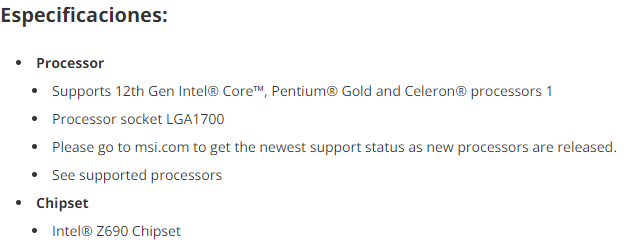 Especificaciones:
Processor
Supports 12th Gen Intel® Core™, Pentium® Gold and Celeron® processors 1
Processor socket LGA1700
Please go to msi.com to get the newest support status as new processors are released.
See supported processors
Chipset
Intel® Z690 Chipset